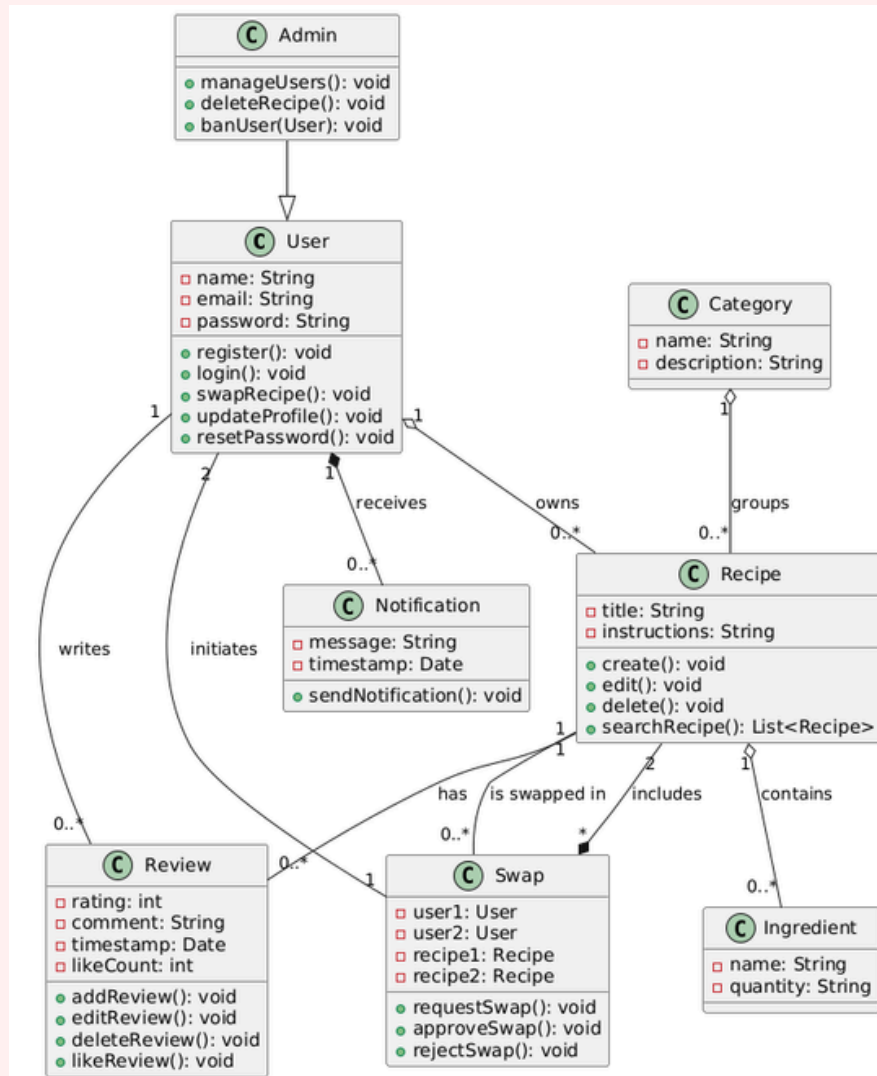 C Admin
manageUsers(): void
deleteRecipe(): void
banUser(User): void
C User
name: String
email: String
password: String
register(): void
login(): void
swapRecipe(): void
updateProfile(): void
resetPassword(): void
C Category
name: String
description: String
1
1
2
1
1
receives
owns
groups
0..*
0..*
0..*
C Notification
message: String
timestamp: Date
sendNotification(): void
C Recipe
title: String
instructions: String
create(): void
edit(): void
delete(): void
searchRecipe(): List<Recipe>
writes
initiates
1
1
2
1
has
is swapped in
includes
contains
0..*
0..*
0..*
*
1
0..*
C Review
rating: int
comment: String
timestamp: Date
likeCount: int
addReview(): void
editReview(): void
deleteReview(): void
likeReview(): void
C Swap
user1: User
user2: User
recipe1: Recipe
recipe2: Recipe
requestSwap(): void
approveSwap(): void
rejectSwap(): void
C Ingredient
name: String
quantity: String